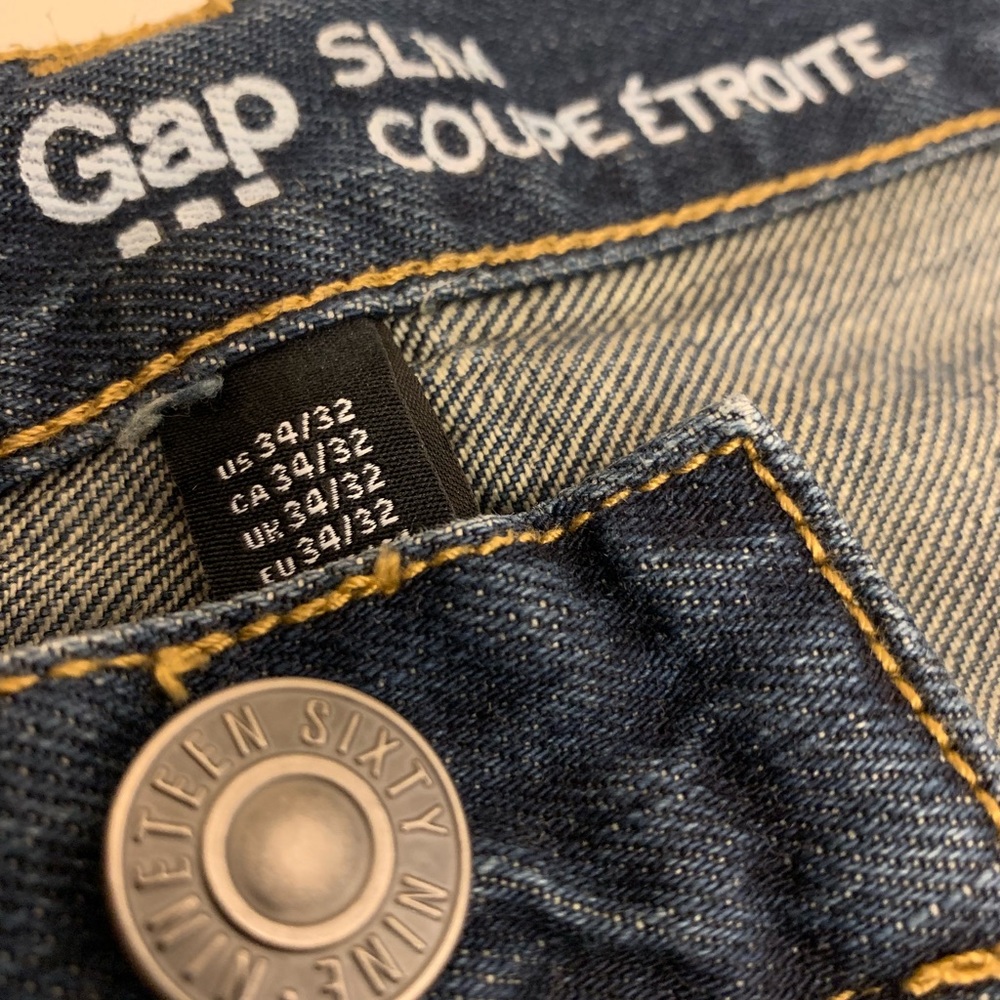 Gap
SLIM
COUPE ÉTROITE
US 34/32
CA 34/32
UK 34/32
EU 34/32
NINETEEN SIXTY NINE.